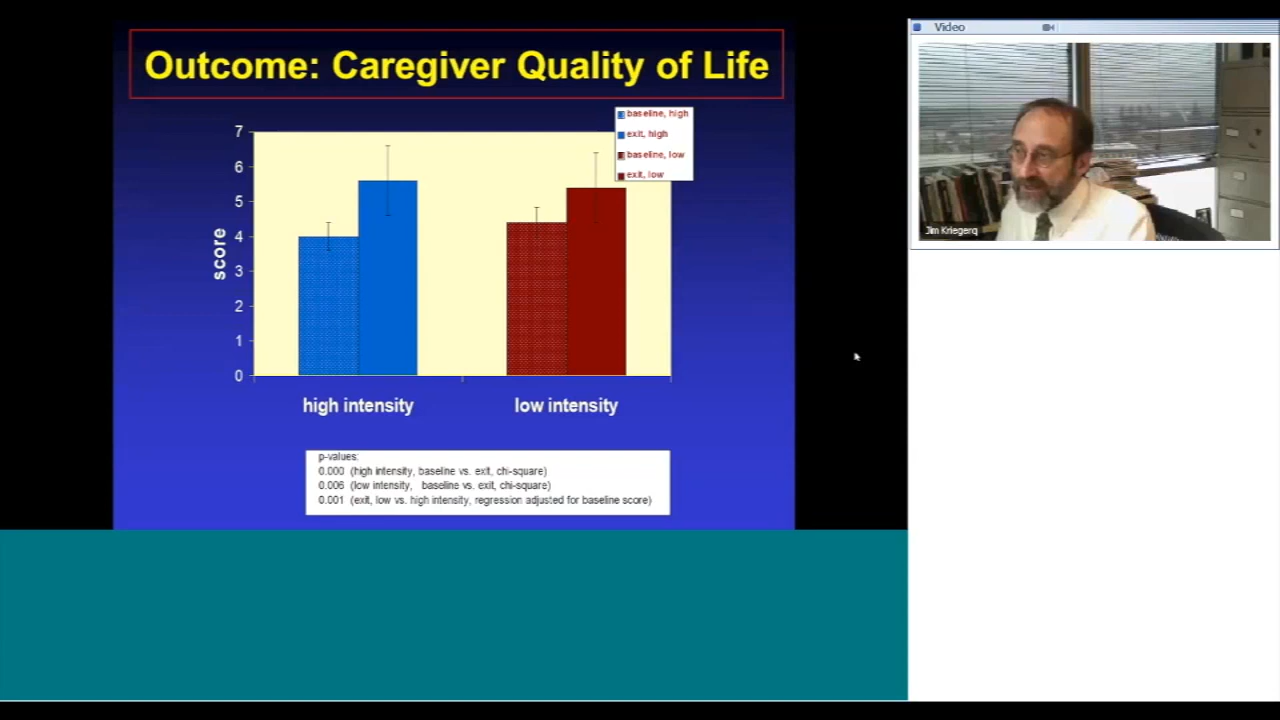 Outcome: Caregiver Quality of Life
baseline, high
exit, high
baseline, low
exit, low
7
6
5
4
3
2
1
0
score
high intensity
low intensity
p-values:
0.000 (high intensity, baseline vs. exit, chi-square)
0.006 (low intensity, baseline vs. exit, chi-square)
0.001 (exit, low vs. high intensity, regression adjusted for baseline score)
Video
Jim Kriegerq